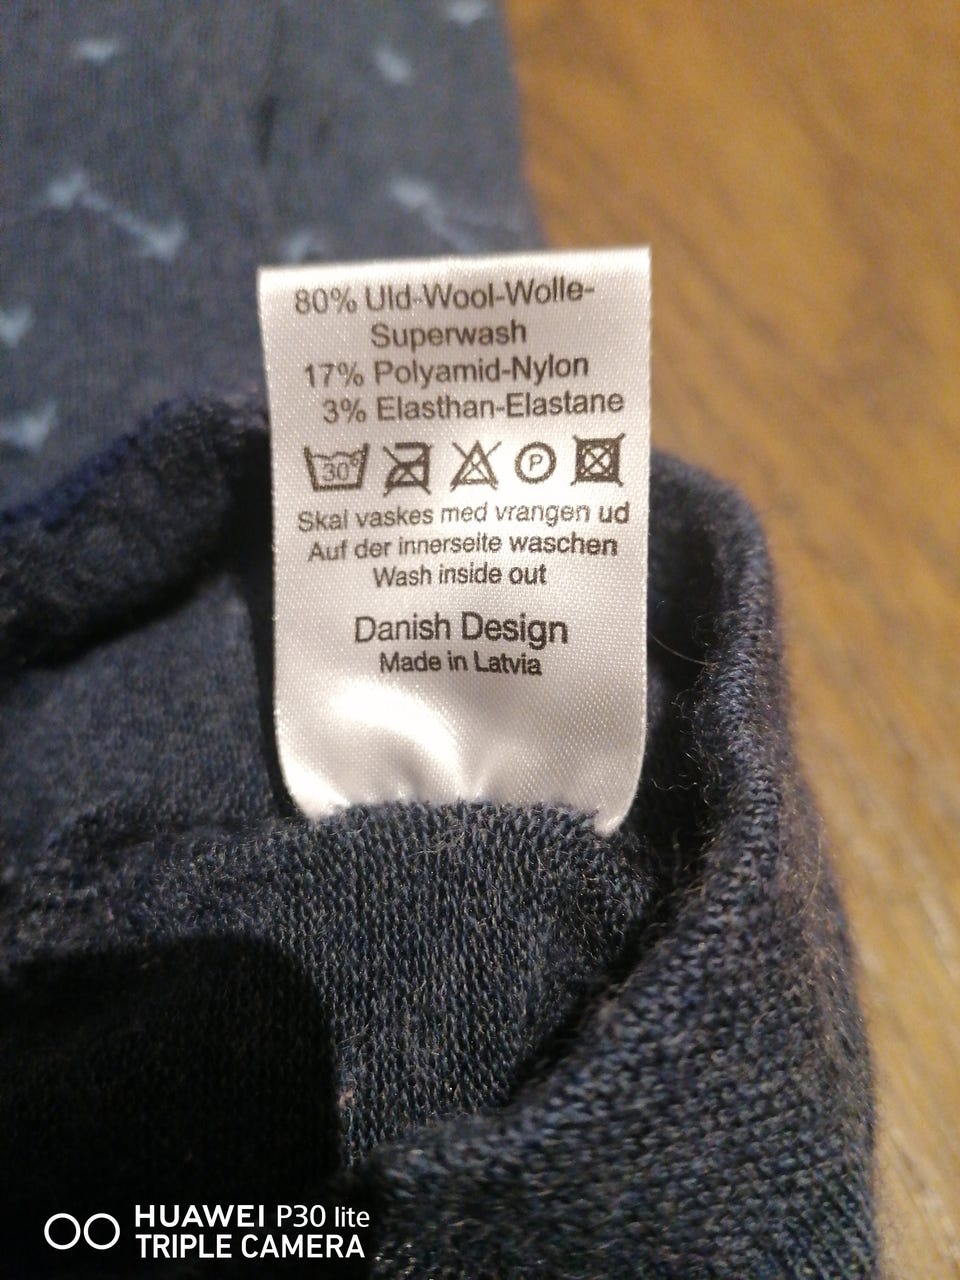 80% Uld-Wool-Wolle-
Superwash
17% Polyamid-Nylon
3% Elasthan-Elastane
30°
P
Skal vaskes med vrangen ud
Auf der innerseite waschen
Wash inside out
Danish Design
Made in Latvia
HUAWEI P30 lite
TRIPLE CAMERA